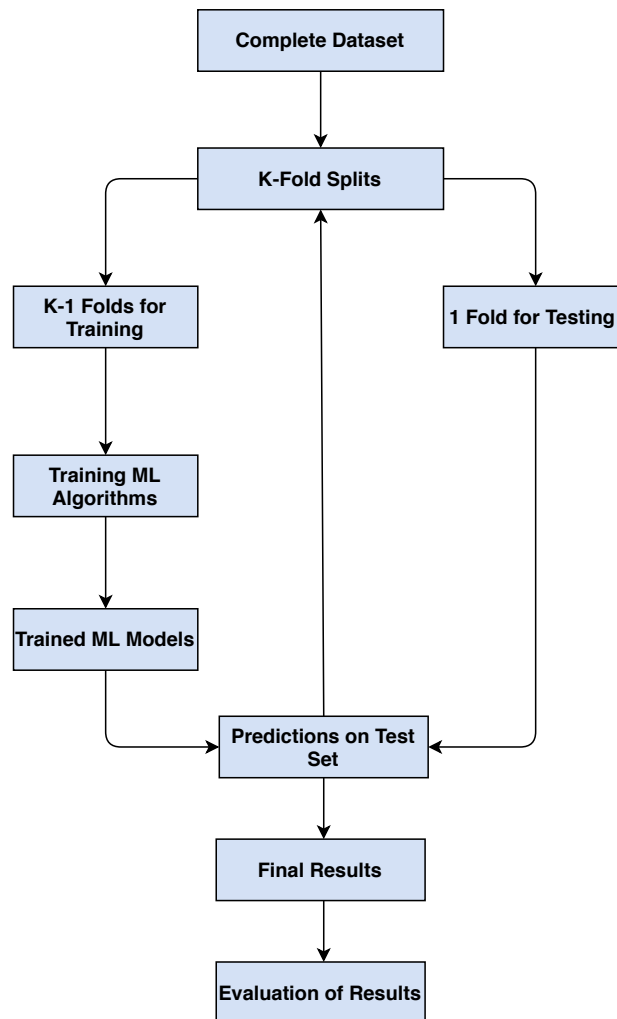 Complete Dataset
K-Fold Splits
K-1 Folds for
Training
1 Fold for Testing
Training ML
Algorithms
Trained ML Models
Predictions on Test
Set
Final Results
Evaluation of Results